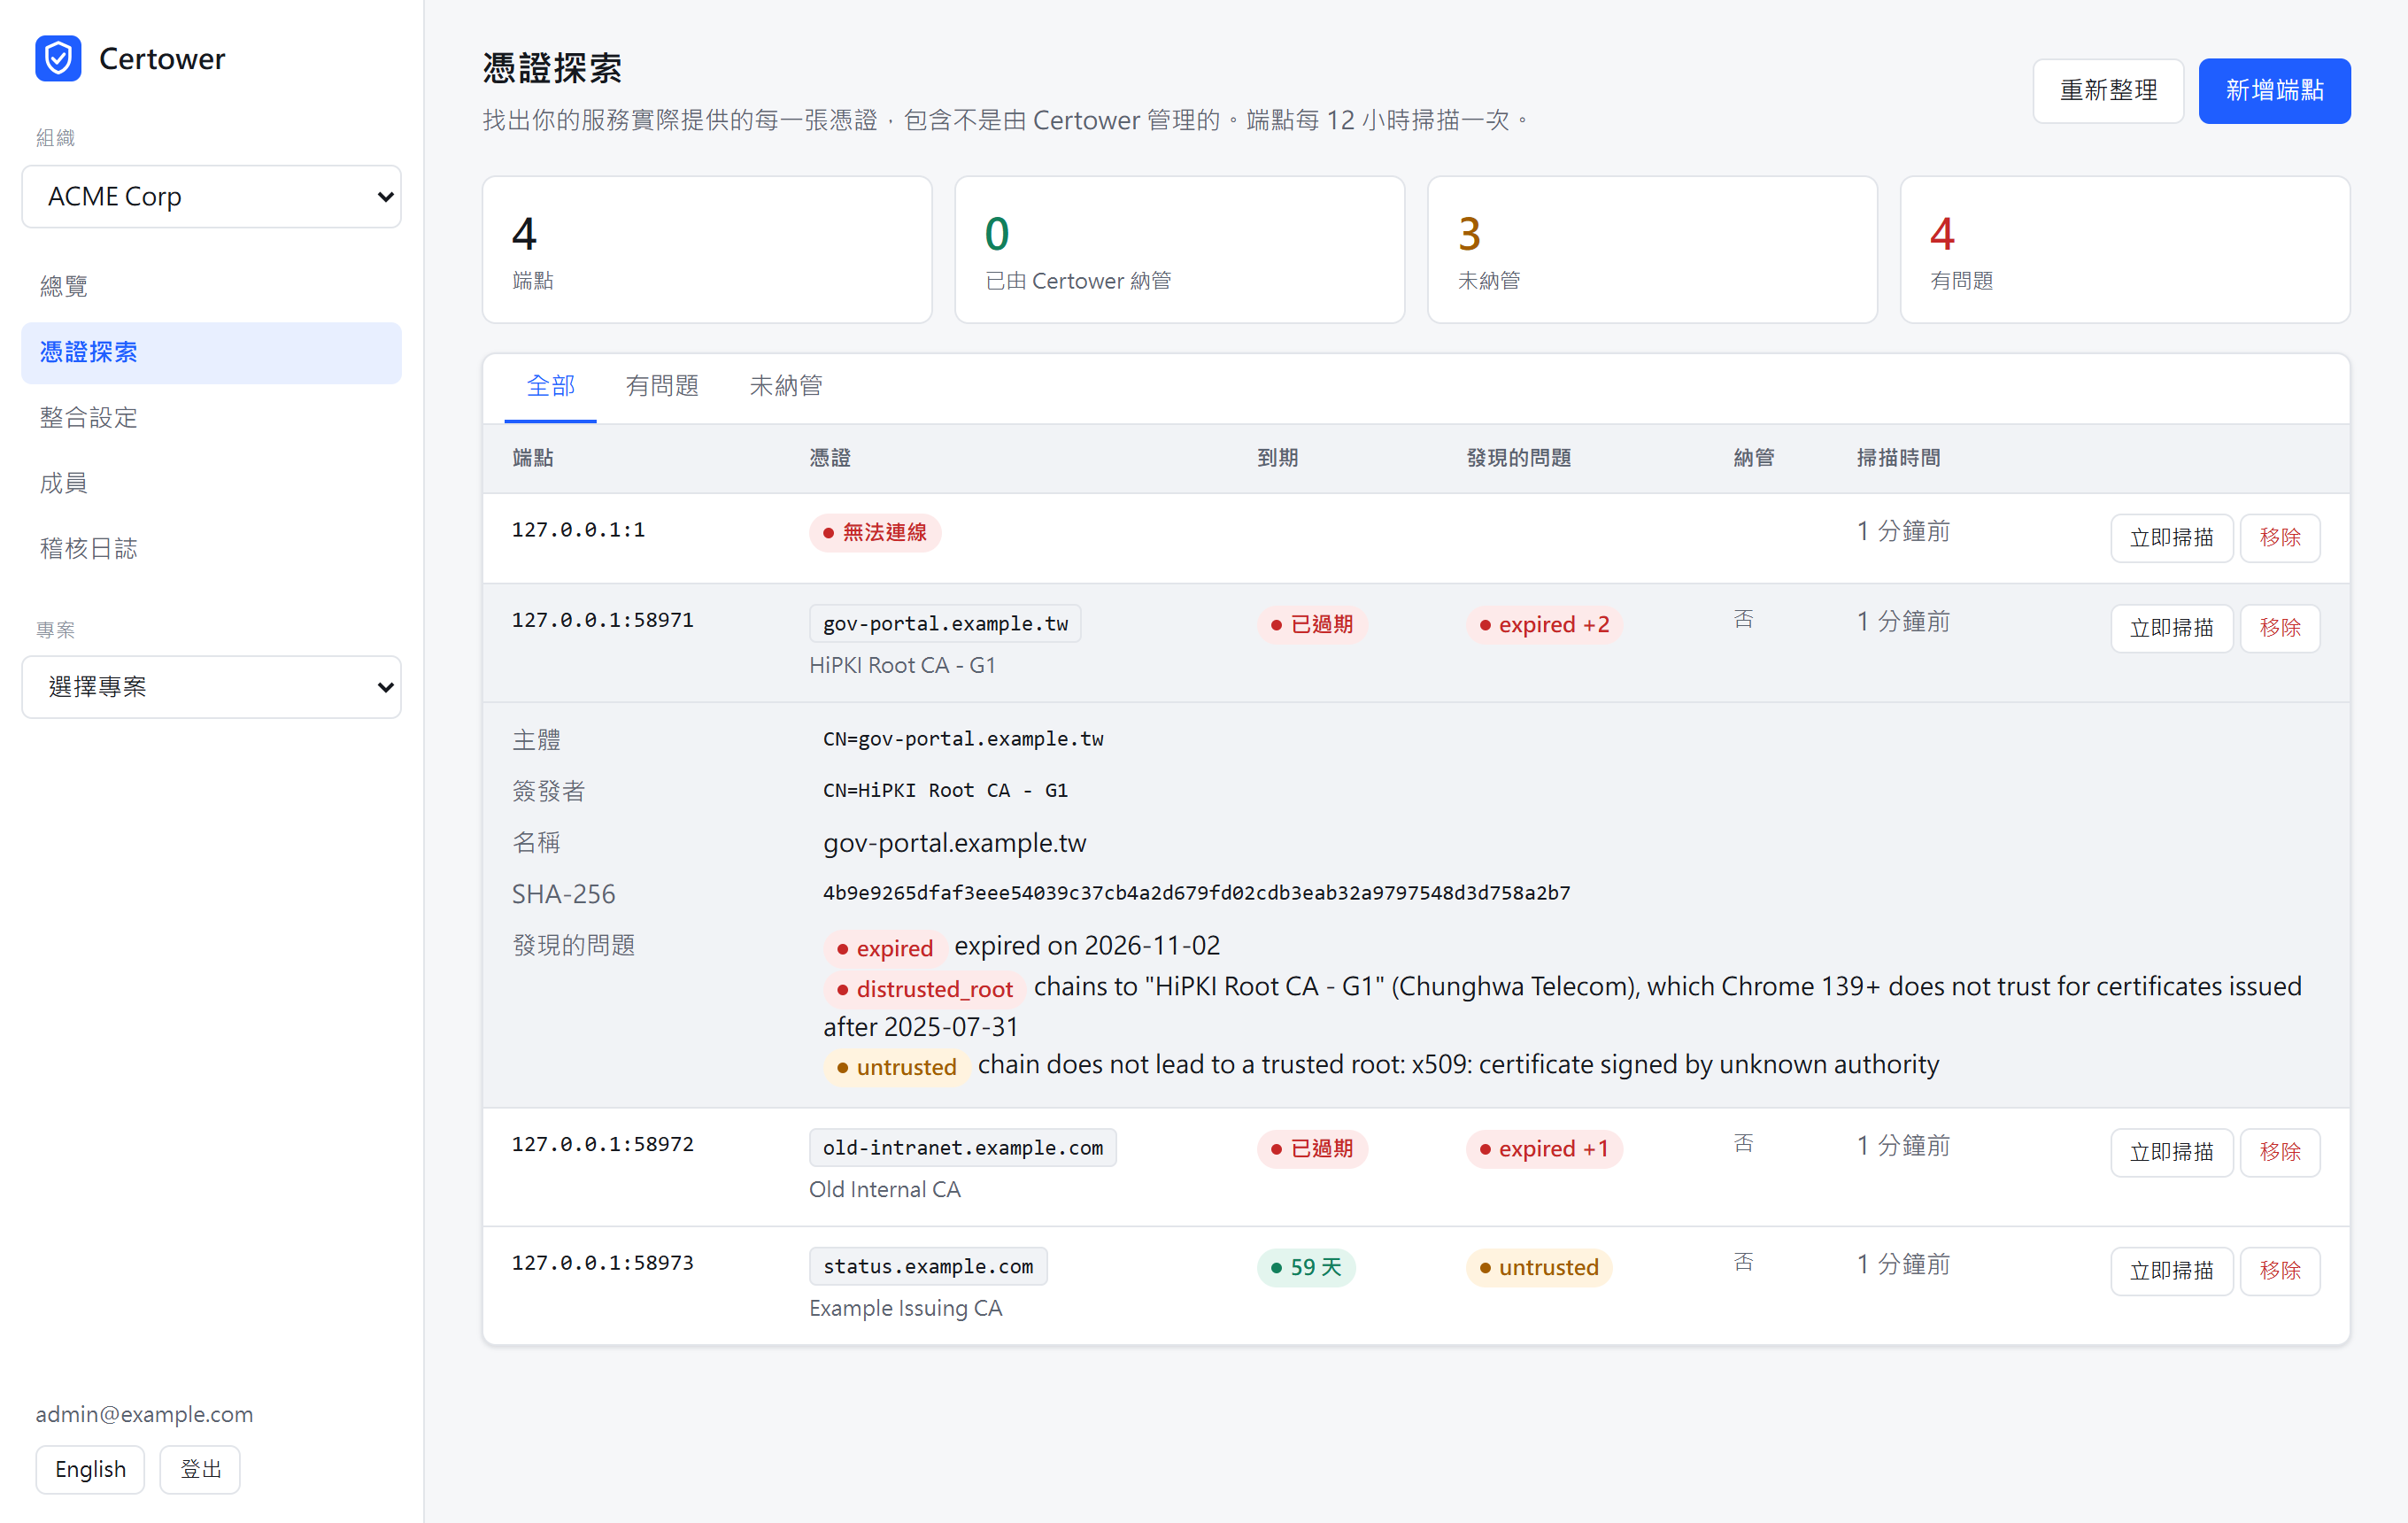 Certower
組織
ACME Corp
總覽
憑證探索
整合設定
成員
稽核日誌
專案
選擇專案
admin@example.com
English 登出
憑證探索
找出你的服務實際提供的每一張憑證，包含不是由 Certower 管理的。端點每 12 小時掃描一次。
重新整理 新增端點
4
端點
0
已由 Certower 納管
3
未納管
4
有問題
全部 有問題 未納管
端點 憑證 到期 發現的問題 納管 掃描時間
127.0.0.1:1 無法連線 1 分鐘前 立即掃描 移除
127.0.0.1:58971 gov-portal.example.tw 已過期 expired +2 否 1 分鐘前 立即掃描 移除
HiPKI Root CA - G1
主體 CN=gov-portal.example.tw
簽發者 CN=HiPKI Root CA - G1
名稱 gov-portal.example.tw
SHA-256 4b9e9265dfaf3eee54039c37cb4a2d679fd02cdb3eab32a9797548d3d758a2b7
發現的問題 expired expired on 2026-11-02
distrusted_root chains to "HiPKI Root CA - G1" (Chunghwa Telecom), which Chrome 139+ does not trust for certificates issued
after 2025-07-31
untrusted chain does not lead to a trusted root: x509: certificate signed by unknown authority
127.0.0.1:58972 old-intranet.example.com 已過期 expired +1 否 1 分鐘前 立即掃描 移除
Old Internal CA
127.0.0.1:58973 status.example.com 59 天 untrusted 否 1 分鐘前 立即掃描 移除
Example Issuing CA